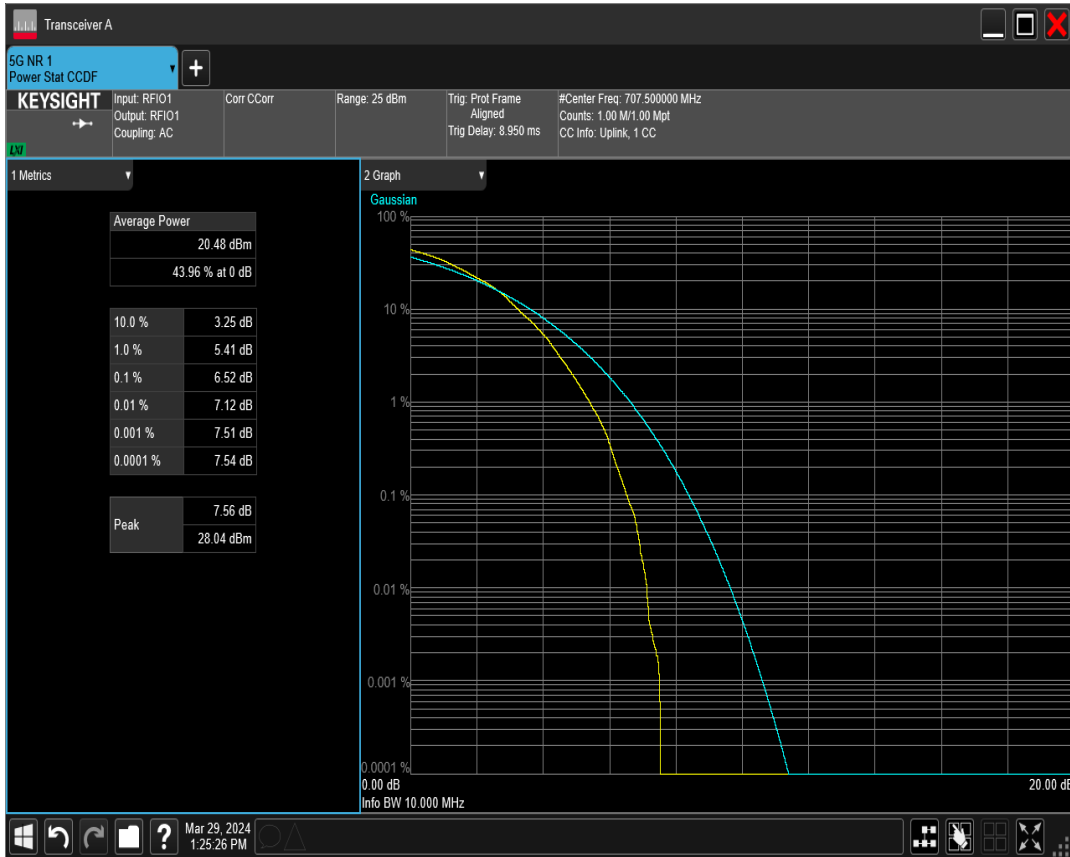 Transceiver A
5G NR 1
Power Stat CCDF
+
KEYSIGHT
LXI
Input: RFIO1
Output: RFIO1
Coupling: AC
Corr CCorr
Range: 25 dBm
Trig: Prot Frame
Aligned
Trig Delay: 8.950 ms
#Center Freq: 707.500000 MHz
Counts: 1.00 M/1.00 Mpt
CC Info: Uplink, 1 CC
1 Metrics
Average Power
20.48 dBm
43.96 % at 0 dB
10.0 % 3.25 dB
1.0 % 5.41 dB
0.1 % 6.52 dB
0.01 % 7.12 dB
0.001 % 7.51 dB
0.0001 % 7.54 dB
Peak
7.56 dB
28.04 dBm
2 Graph
Gaussian
100 %
10 %
1 %
0.1 %
0.01 %
0.001 %
0.0001 %
0.00 dB 20.00 dB
Info BW 10.000 MHz
?
Mar 29, 2024
1:25:26 PM